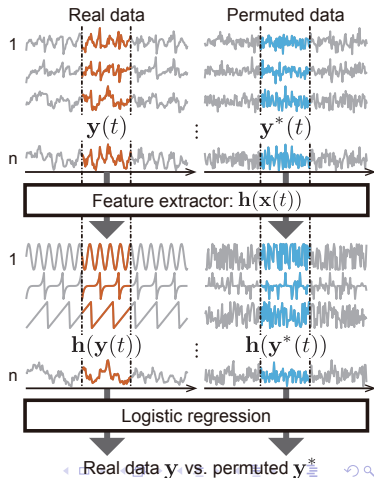 Real data Permuted data
1
y(t) ⋮ y*(t)
n
Feature extractor: h(x(t))
1
h(y(t)) ⋮ h(y*(t))
n
Logistic regression
Real data y vs. permuted y*